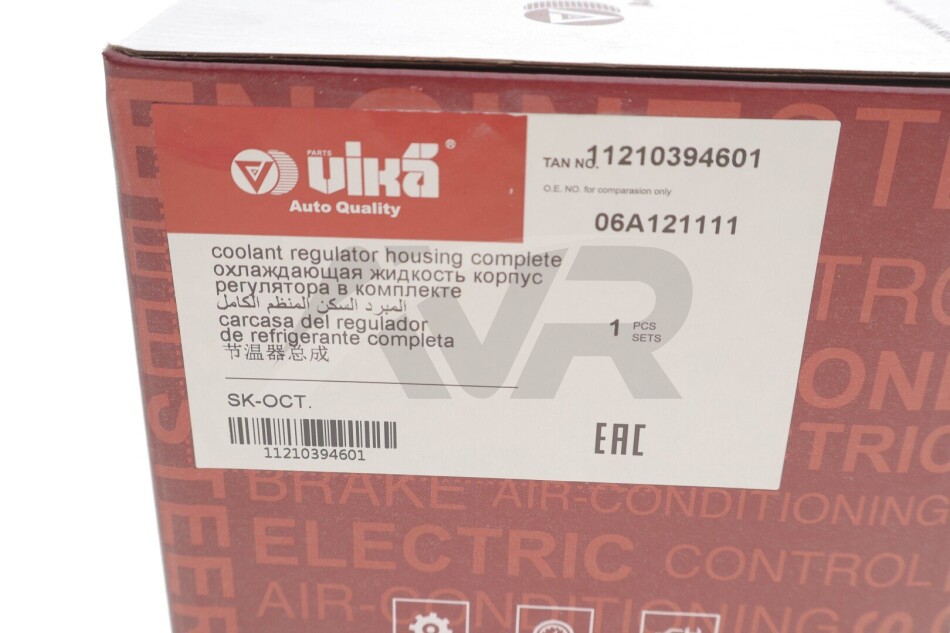 PARTS
vika®
Auto Quality
TAN NO. 11210394601
O.E. NO. for comparasion only
06A121111
coolant regulator housing complete
охлаждающая жидкость корпус
регулятора в комплекте
المبرد السكن المنظم الكامل
carcasa del regulador
de refrigerante completa
节温器总成
1 PCS
SETS
SK-OCT.
11210394601
EAC
VR
BRAKE AIR-CONDITIONING
ELECTRIC CONTROL
AIR-CONDITIONING